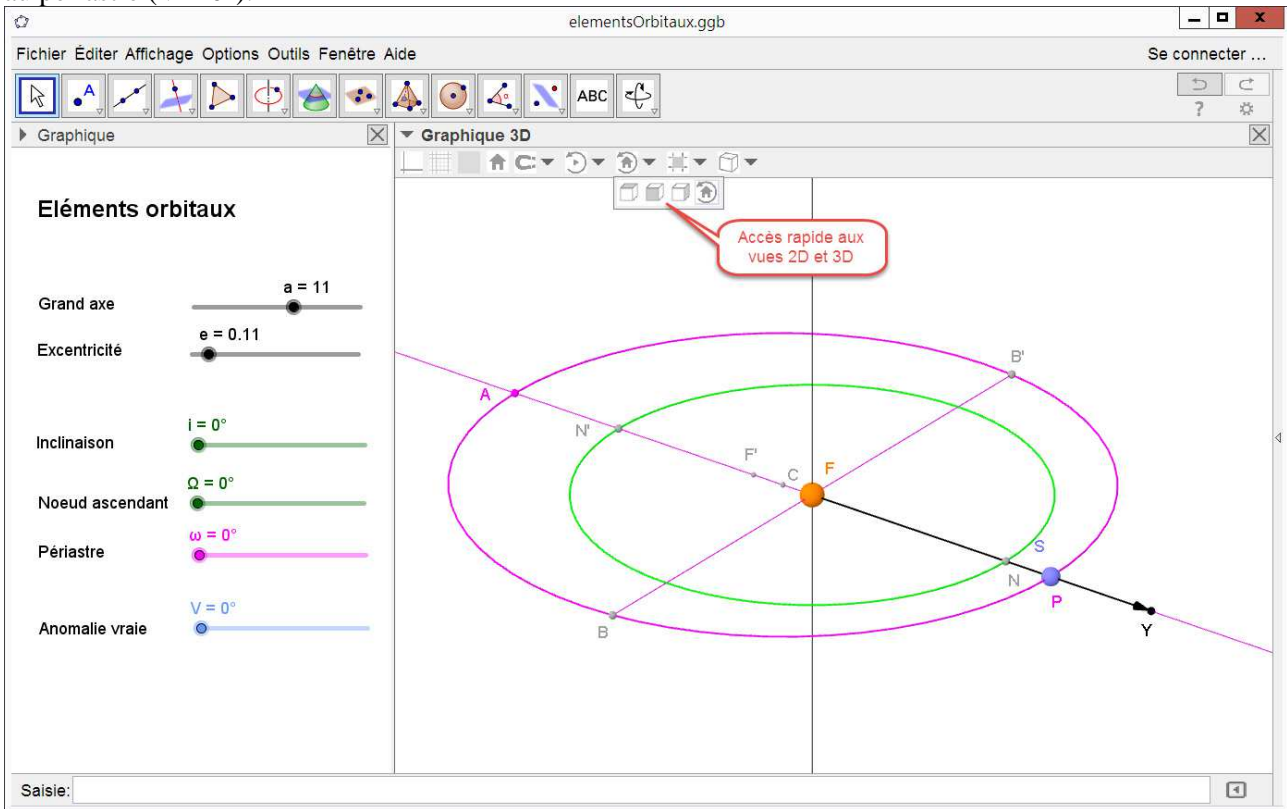 elementsOrbitaux.ggb
Fichier Éditer Affichage Options Outils Fenêtre Aide
Se connecter ...
A
ABC
?
Graphique
Graphique 3D
Accès rapide aux
vues 2D et 3D
Eléments orbitaux
a = 11
Grand axe
e = 0.11
Excentricité
i = 0°
Inclinaison
Ω = 0°
Noeud ascendant
ω = 0°
Périastre
V = 0°
Anomalie vraie
B'
A
N'
F'
C
F
S
N
P
Y
B
Saisie: